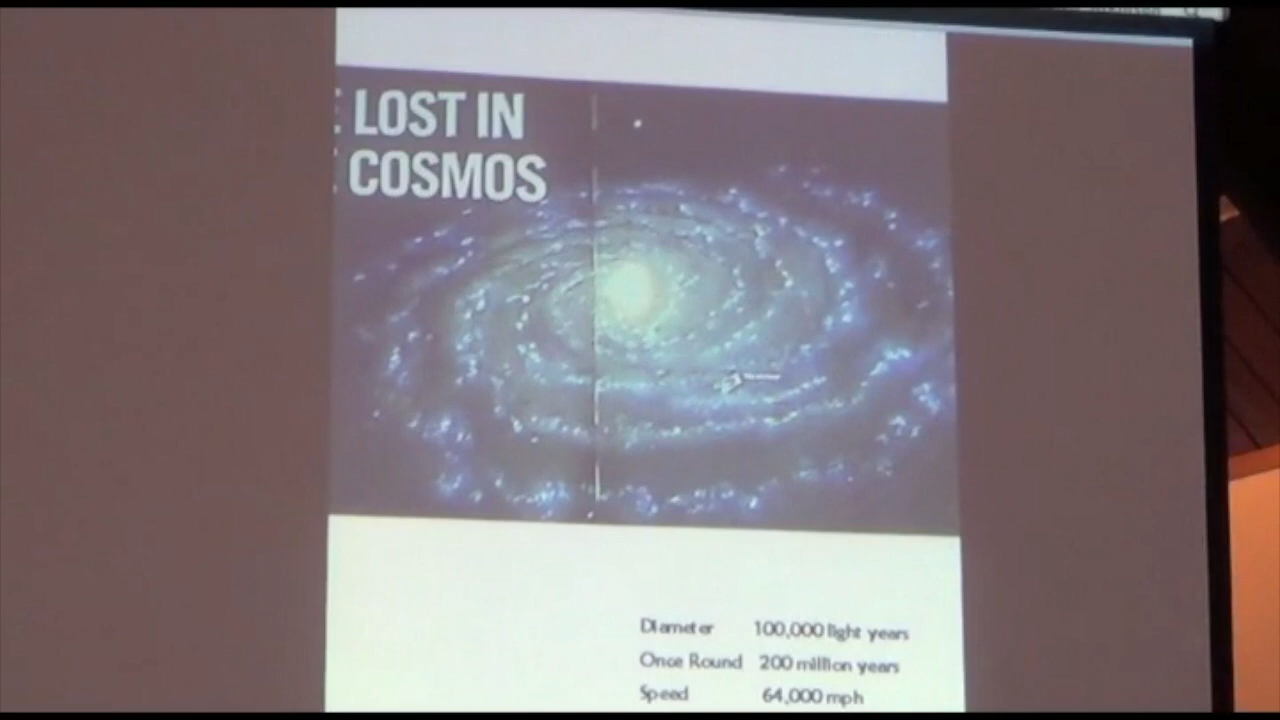 E LOST IN
E COSMOS
Diameter 100,000 light years
Once Round 200 million years
Speed 64,000 mph